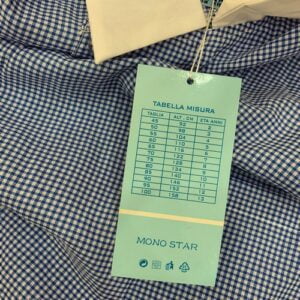 TABELLA MISURA
TAGLIA ALT. CM ETA-ANNI
45 92 2
50 98 3
55 104 4
60 110 5
65 116 6
70 122 7
75 128 8
80 134 9
85 140 10
90 146 11
95 152 12
100 158 13
MONO STAR